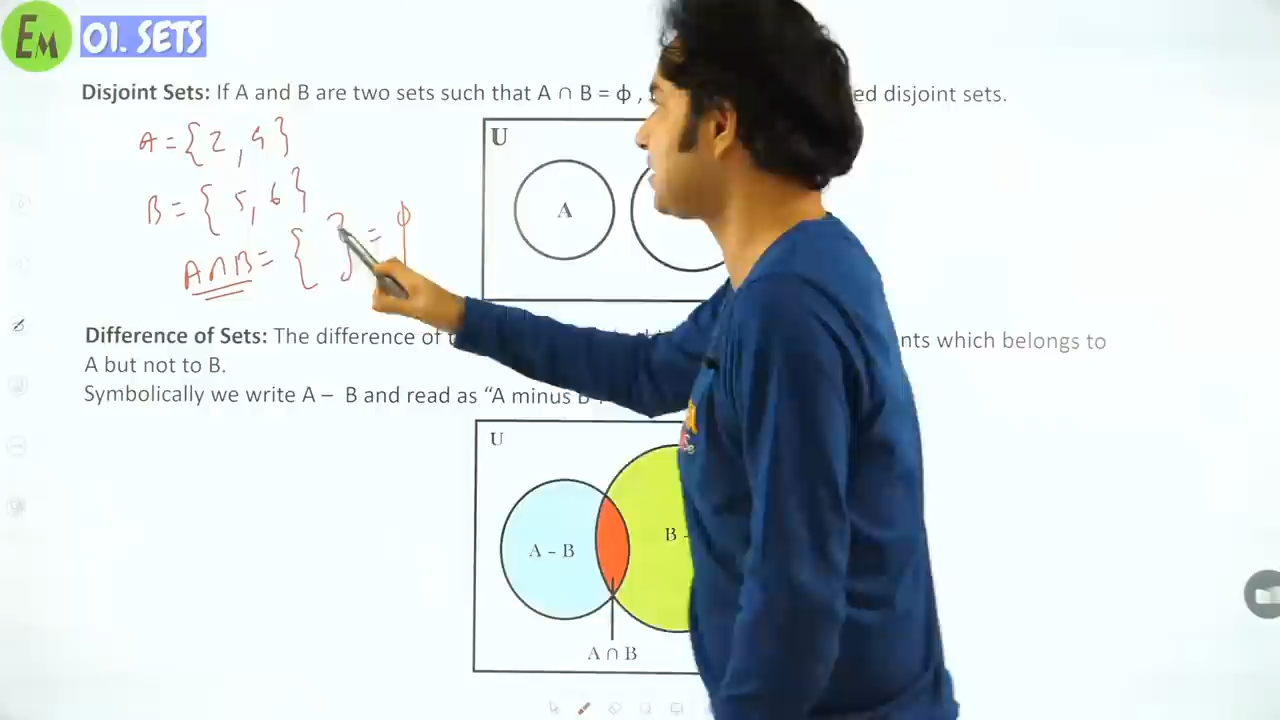 EM 01. SETS
Disjoint Sets: If A and B are two sets such that A ∩ B = ϕ , ed disjoint sets.
A = {2, 4}
B = {5, 6}
A∩B = { } = ϕ
U
A
Difference of Sets: The difference of nts which belongs to
A but not to B.
Symbolically we write A – B and read as “A minus B
U
A – B
B -
A ∩ B